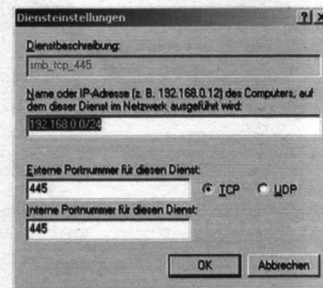 Diensteinstellungen
Dienstbeschreibung:
smb_tcp_445
Name oder IP-Adresse (z. B. 192.168.0.12) des Computers, auf
dem dieser Dienst im Netzwerk ausgeführt wird:
192.168.0.0/24
Externe Portnummer für diesen Dienst:
445
TCP
UDP
Interne Portnummer für diesen Dienst:
445
OK
Abbrechen